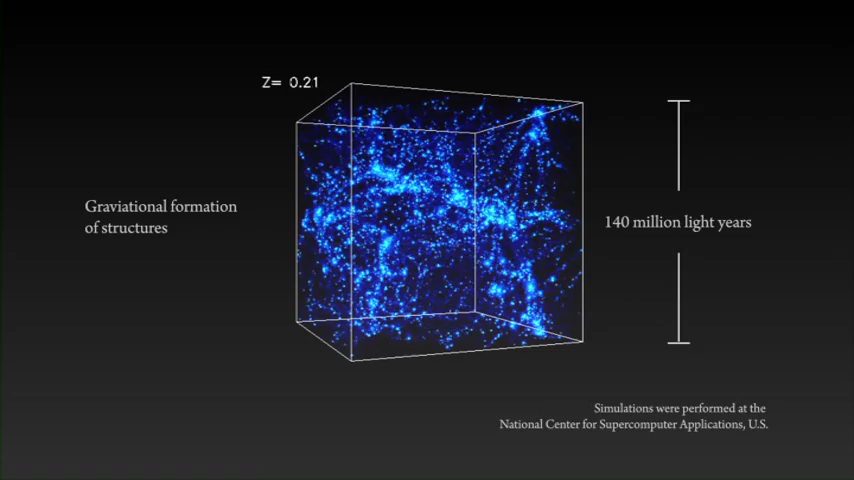 Z= 0.21
Graviational formation
of structures
140 million light years
Simulations were performed at the
National Center for Supercomputer Applications, U.S.